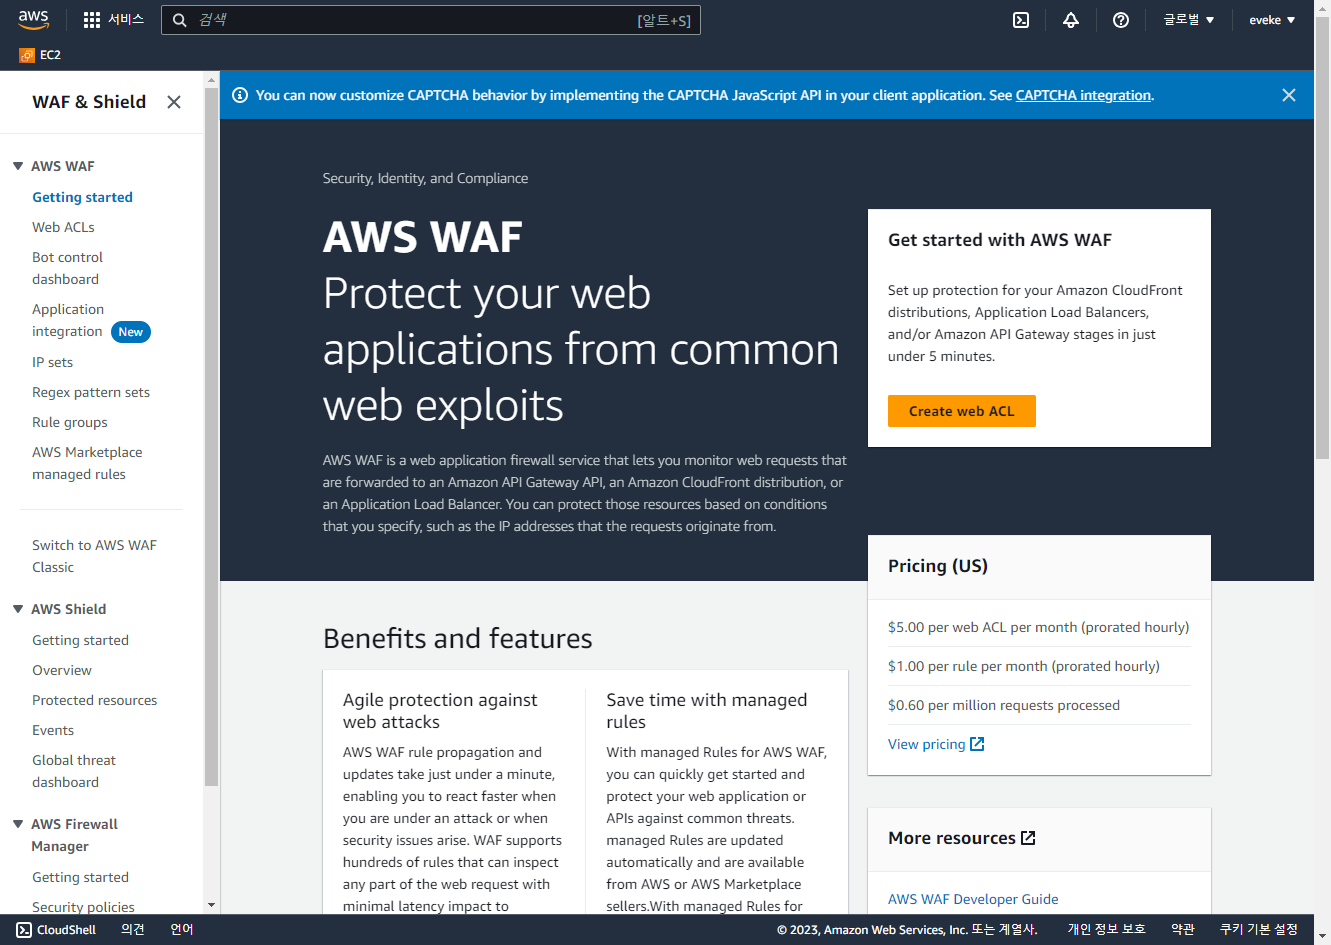 aws
서비스
검색
[알트+S]
글로벌 ▼
eveke ▼
EC2
WAF & Shield
AWS WAF
Getting started
Web ACLs
Bot control
dashboard
Application
integration New
IP sets
Regex pattern sets
Rule groups
AWS Marketplace
managed rules
Switch to AWS WAF
Classic
AWS Shield
Getting started
Overview
Protected resources
Events
Global threat
dashboard
AWS Firewall
Manager
Getting started
Security policies
You can now customize CAPTCHA behavior by implementing the CAPTCHA JavaScript API in your client application. See CAPTCHA integration.
Security, Identity, and Compliance
AWS WAF
Protect your web
applications from common
web exploits
AWS WAF is a web application firewall service that lets you monitor web requests that
are forwarded to an Amazon API Gateway API, an Amazon CloudFront distribution, or
an Application Load Balancer. You can protect those resources based on conditions
that you specify, such as the IP addresses that the requests originate from.
Get started with AWS WAF
Set up protection for your Amazon CloudFront
distributions, Application Load Balancers,
and/or Amazon API Gateway stages in just
under 5 minutes.
Create web ACL
Pricing (US)
$5.00 per web ACL per month (prorated hourly)
$1.00 per rule per month (prorated hourly)
$0.60 per million requests processed
View pricing
More resources
AWS WAF Developer Guide
Benefits and features
Agile protection against
web attacks
AWS WAF rule propagation and
updates take just under a minute,
enabling you to react faster when
you are under an attack or when
security issues arise. WAF supports
hundreds of rules that can inspect
any part of the web request with
minimal latency impact to
Save time with managed
rules
With managed Rules for AWS WAF,
you can quickly get started and
protect your web application or
APIs against common threats.
managed Rules are updated
automatically and are available
from AWS or AWS Marketplace
sellers.With managed Rules for
CloudShell
의견
언어
© 2023, Amazon Web Services, Inc. 또는 계열사.
개인 정보 보호
약관
쿠키 기본 설정